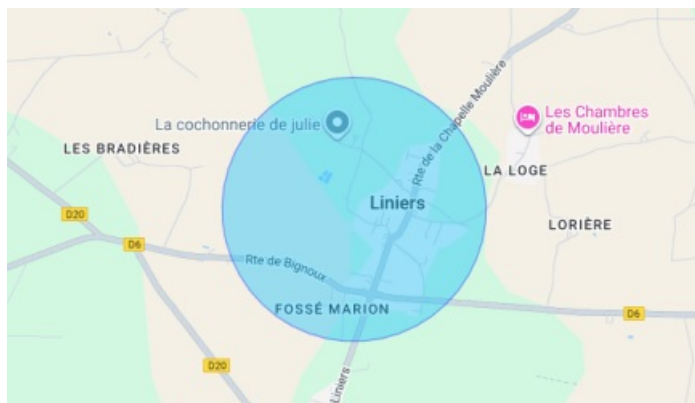 Rte de la Chapelle Moulière
Les Chambres
de Moulière
La cochonnerie de julie
LES BRADIÈRES
LA LOGE
Liniers
D20
LORIÈRE
D6
Rte de Bignoux
FOSSÉ MARION
D6
D20
Liniers